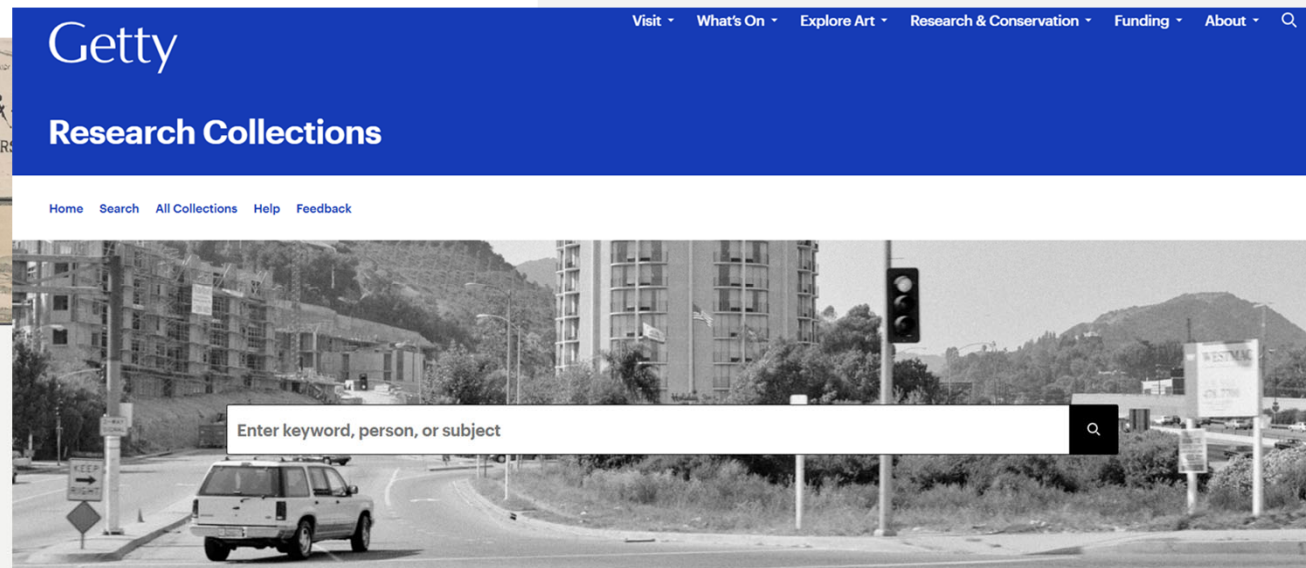 Getty
Visit What's On Explore Art Research & Conservation Funding About
Research Collections
Home Search All Collections Help Feedback
Enter keyword, person, or subject
WESTMAC
KEEP
RIGHT